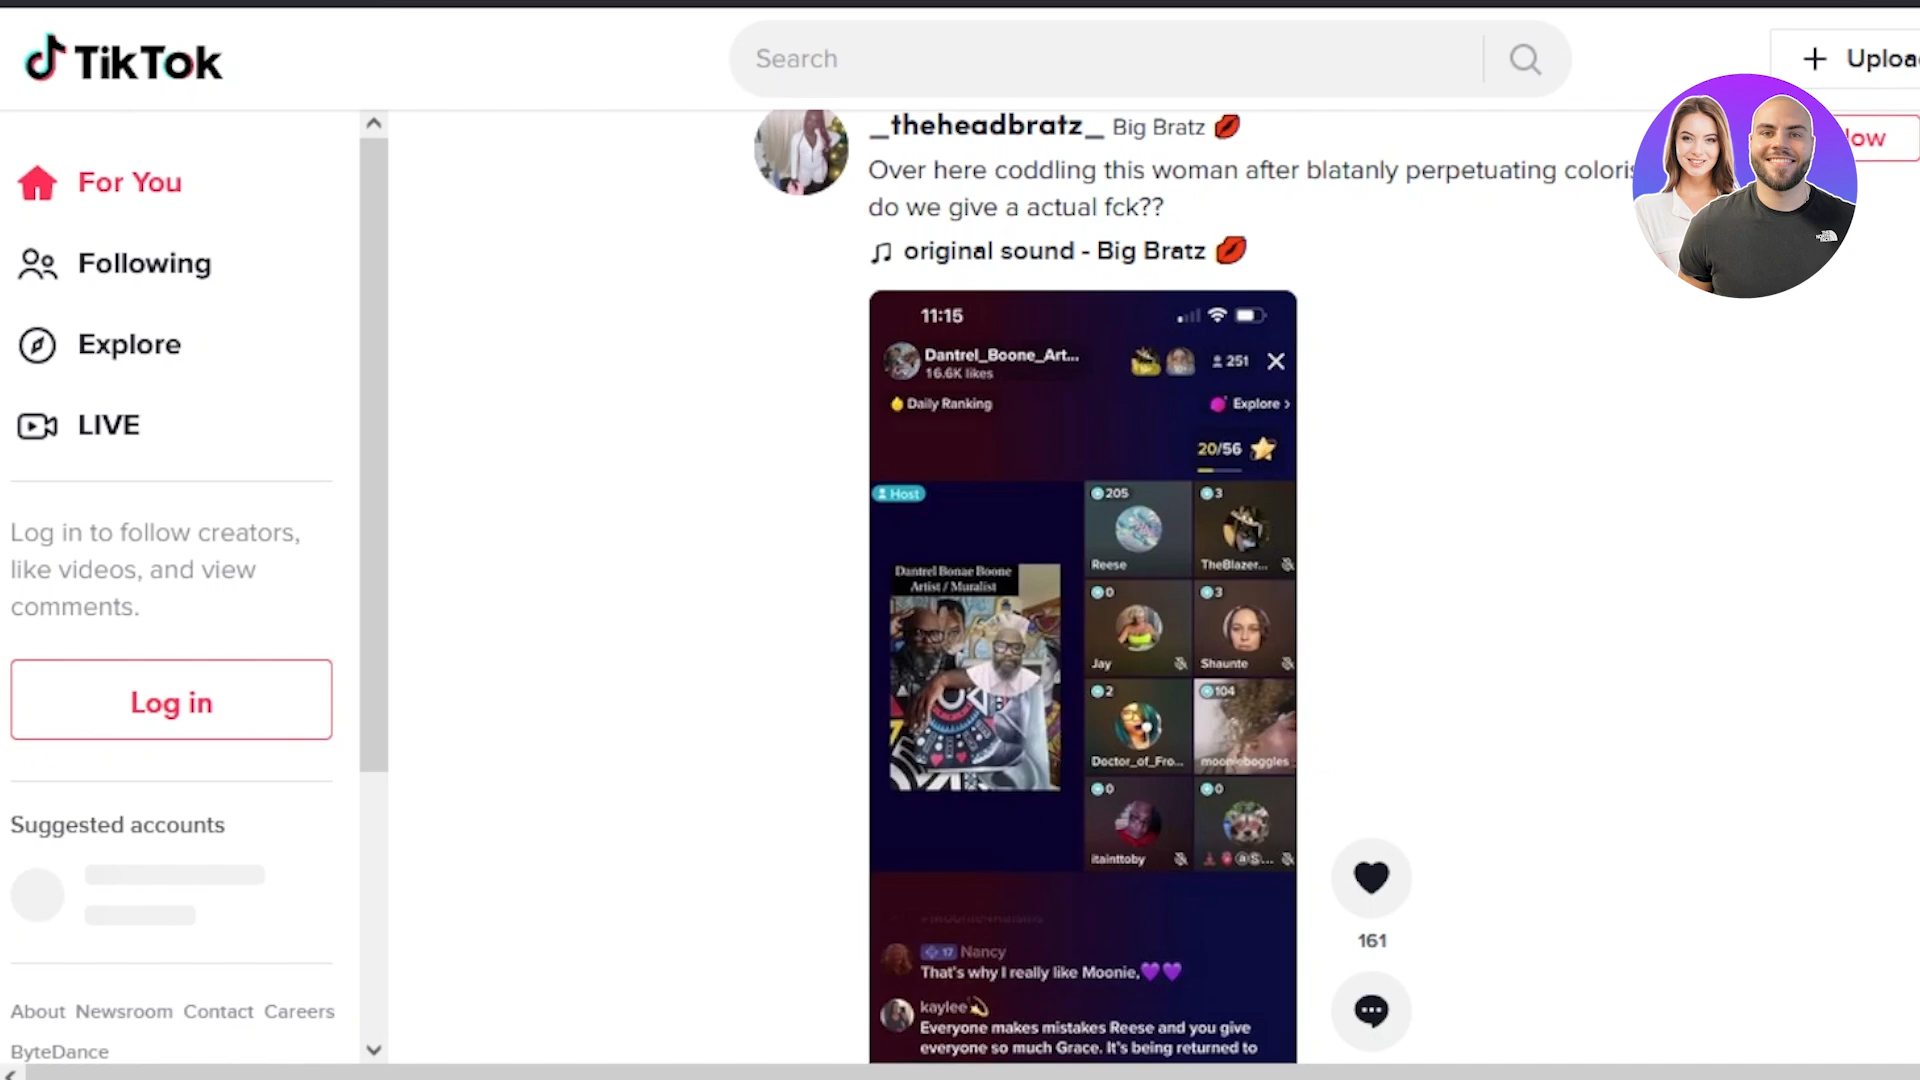 TikTok
Search
Uploa
For You
Following
Explore
LIVE
Log in to follow creators,
like videos, and view
comments.
Log in
Suggested accounts
About Newsroom Contact Careers
ByteDance
_theheadbratz_ Big Bratz 💋
Over here coddling this woman after blatanly perpetuating coloris
do we give a actual fck??
original sound - Big Bratz 💋
low
11:15
Dantrel_Boone_Art...
16.6K likes
251
Daily Ranking
Explore >
20/56
Host
Dantrel Bonae Boone
Artist / Muralist
205
Reese
3
TheBlazer...
0
Jay
3
Shaunte
2
Doctor_of_Fro...
104
0
itainttoby
0
17 Nancy
That's why I really like Moonie,💜💜
kaylee💫
Everyone makes mistakes Reese and you give
everyone so much Grace. It's being returned to
161